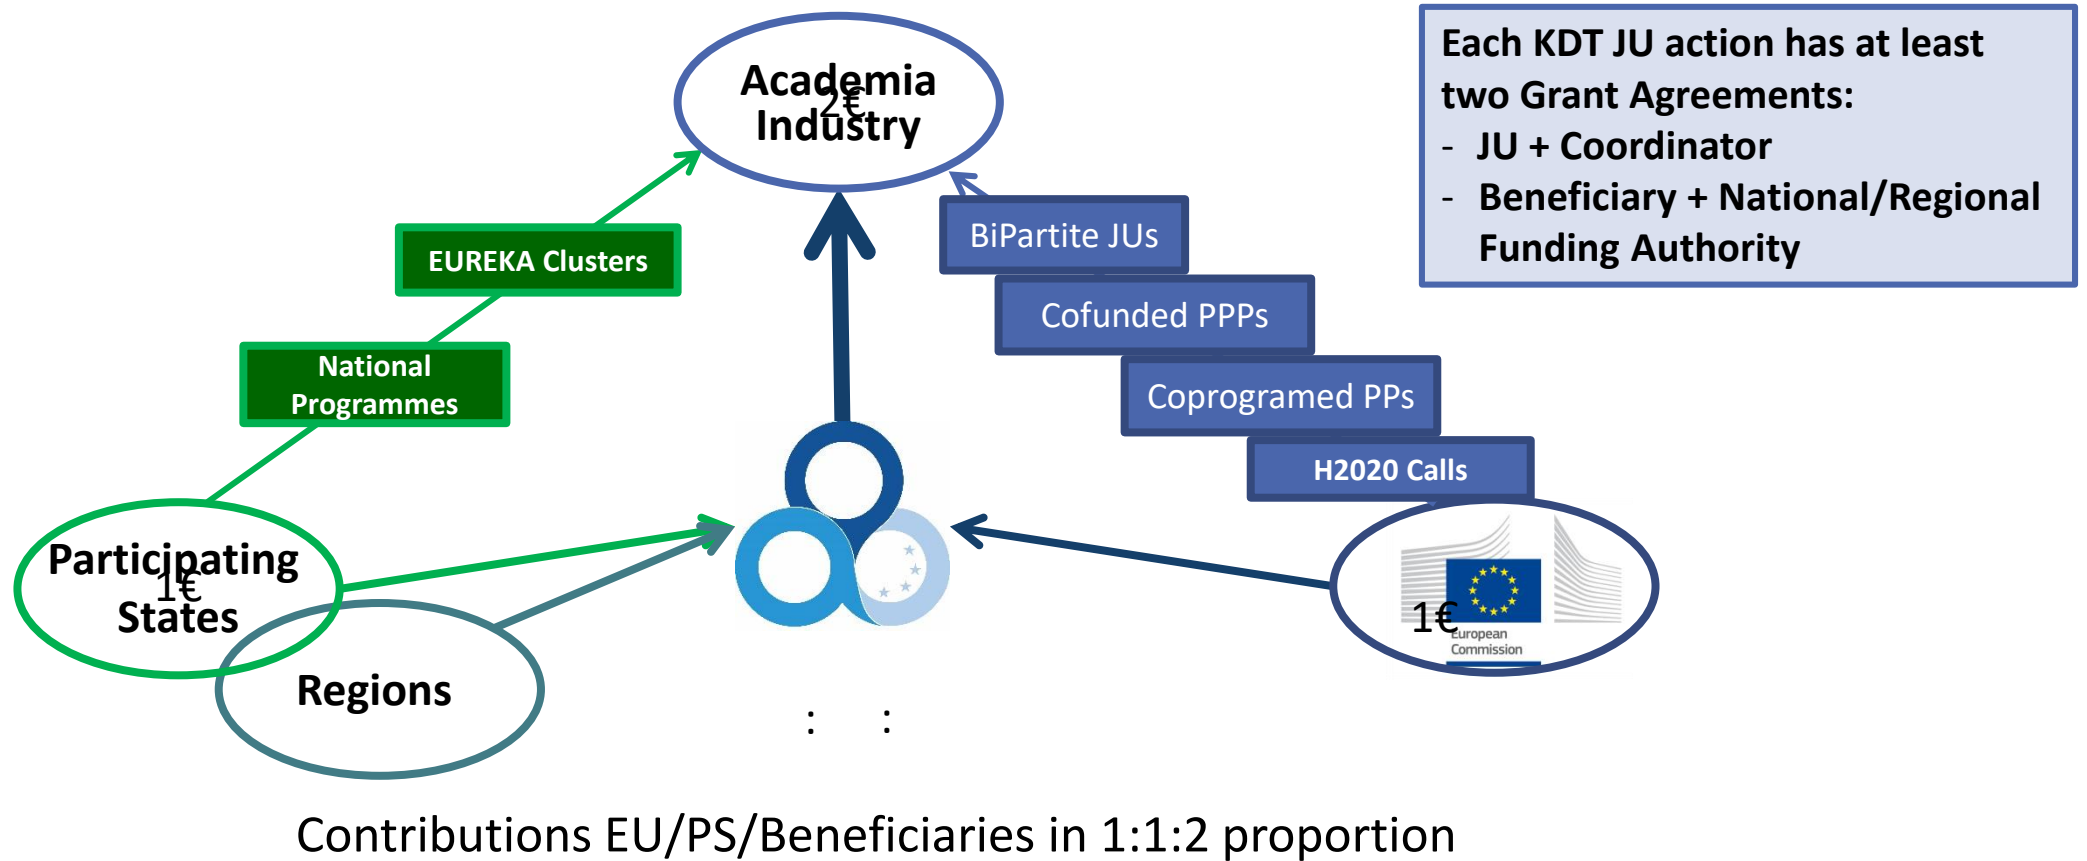 Academia
2€
Industry
Each KDT JU action has at least
two Grant Agreements:
- JU + Coordinator
- Beneficiary + National/Regional
Funding Authority
BiPartite JUs
EUREKA Clusters
Cofunded PPPs
National
Programmes
Coprogramed PPs
H2020 Calls
Participating
1€
States
Regions
1€
European
Commission
: :
Contributions EU/PS/Beneficiaries in 1:1:2 proportion